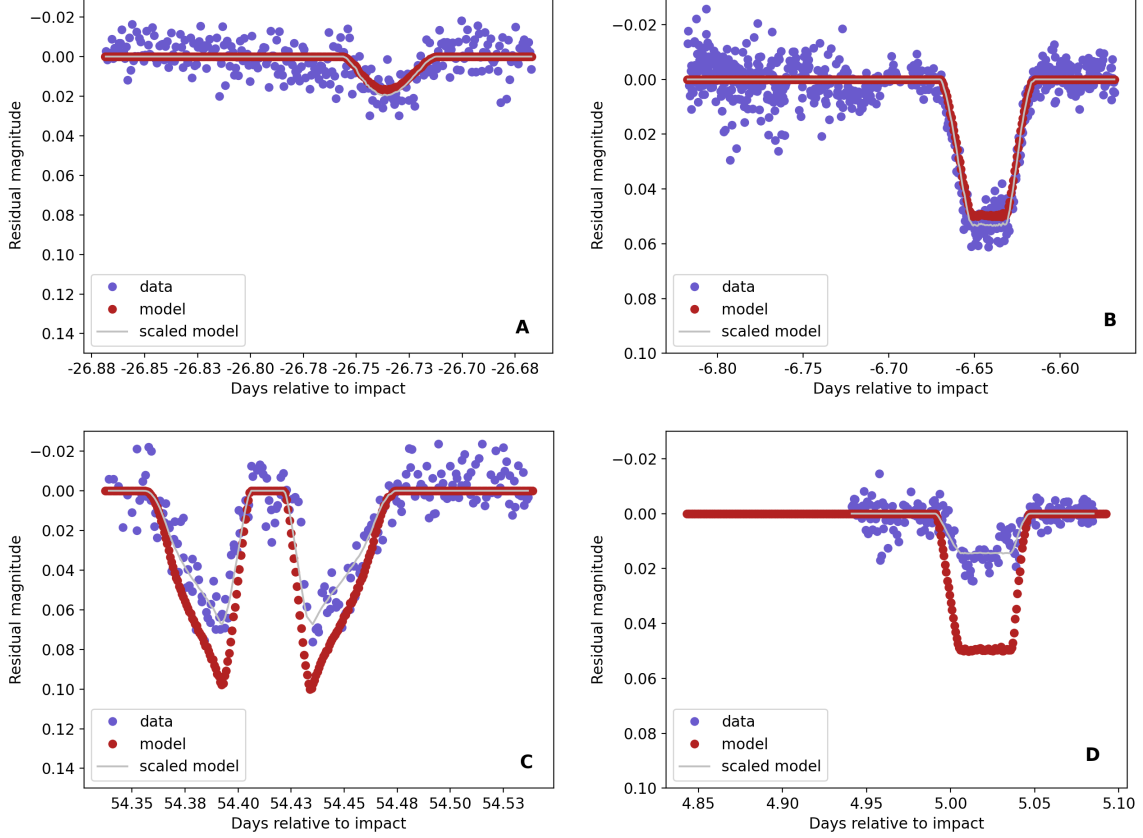 −0.02
0.00
0.02
0.04
0.06
0.08
0.10
0.12
0.14
Residual magnitude
data
model
scaled model
A
-26.88 -26.85 -26.83 -26.80 -26.78 -26.75 -26.73 -26.70 -26.68
Days relative to impact
−0.02
0.00
0.02
0.04
0.06
0.08
0.10
Residual magnitude
data
model
scaled model
B
-6.80 -6.75 -6.70 -6.65 -6.60
Days relative to impact
−0.02
0.00
0.02
0.04
0.06
0.08
0.10
0.12
0.14
Residual magnitude
data
model
scaled model
C
54.35 54.38 54.40 54.43 54.45 54.48 54.50 54.53
Days relative to impact
−0.02
0.00
0.02
0.04
0.06
0.08
0.10
Residual magnitude
data
model
scaled model
D
4.85 4.90 4.95 5.00 5.05 5.10
Days relative to impact